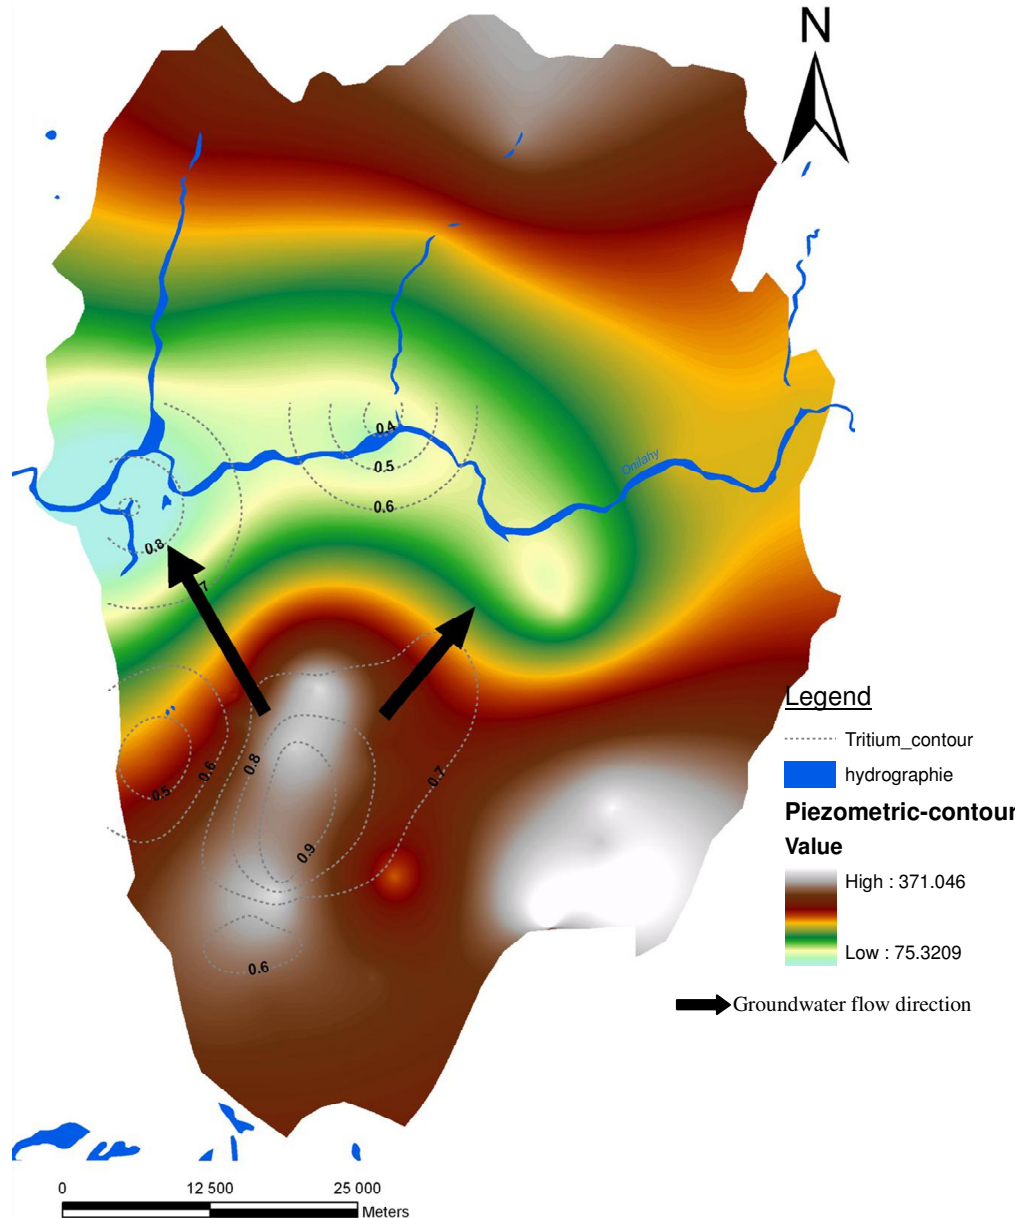 N
0.4
0.5
0.6
Onilahy
0.8
7
0.8
0.6
0.7
0.5
0.9
0.6
Legend
Tritium_contour
hydrographie
Piezometric-contour
Value
High : 371.046
Low : 75.3209
Groundwater flow direction
0 12 500 25 000
Meters